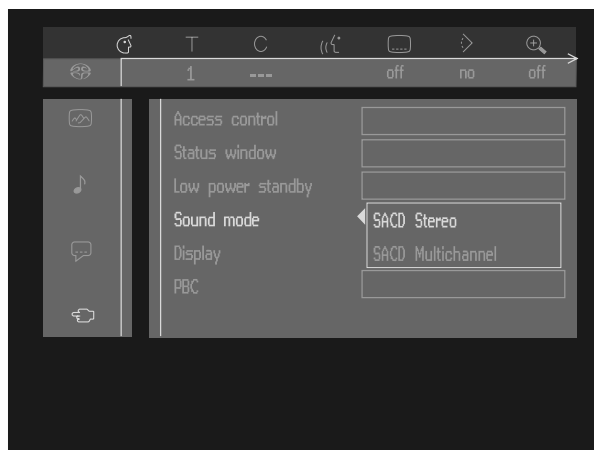 T C
1 --- off no off
Access control
Status window
Low power standby
Sound mode SACD Stereo
Display SACD Multichannel
PBC